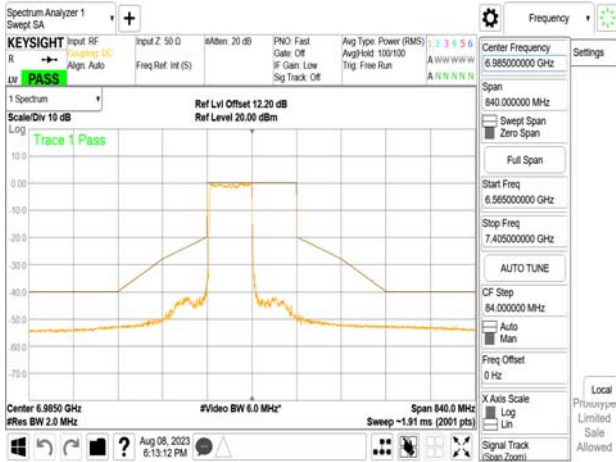 Spectrum Analyzer 1
Swept SA
+
Frequency
KEYSIGHT
Input: RF
Coupling: DC
Align: Auto
Input Z: 50 Ω
Freq Ref: Int (S)
#Atten: 20 dB
PNO: Fast
Gate: Off
IF Gain: Low
Sig Track: Off
Avg Type: Power (RMS)
Avg|Hold: 100/100
Trig: Free Run
1 2 3 4 5 6
A W W W W W
A N N N N N
R
LV
PASS
1 Spectrum
Scale/Div 10 dB
Ref Lvl Offset 12.20 dB
Ref Level 20.00 dBm
Log
Trace 1 Pass
10.0
0.00
-10.0
-20.0
-30.0
-40.0
-50.0
-60.0
-70.0
Center 6.9850 GHz
#Res BW 2.0 MHz
#Video BW 6.0 MHz*
Span 840.0 MHz
Sweep ~1.91 ms (2001 pts)
Aug 08, 2023
6:13:12 PM
?
Center Frequency
6.985000000 GHz
Settings
Span
840.000000 MHz
Swept Span
Zero Span
Full Span
Start Freq
6.565000000 GHz
Stop Freq
7.405000000 GHz
AUTO TUNE
CF Step
84.000000 MHz
Auto
Man
Freq Offset
0 Hz
X Axis Scale
Log
Lin
Signal Track
(Span Zoom)
Local
Prototype
Limited
Sale
Allowed